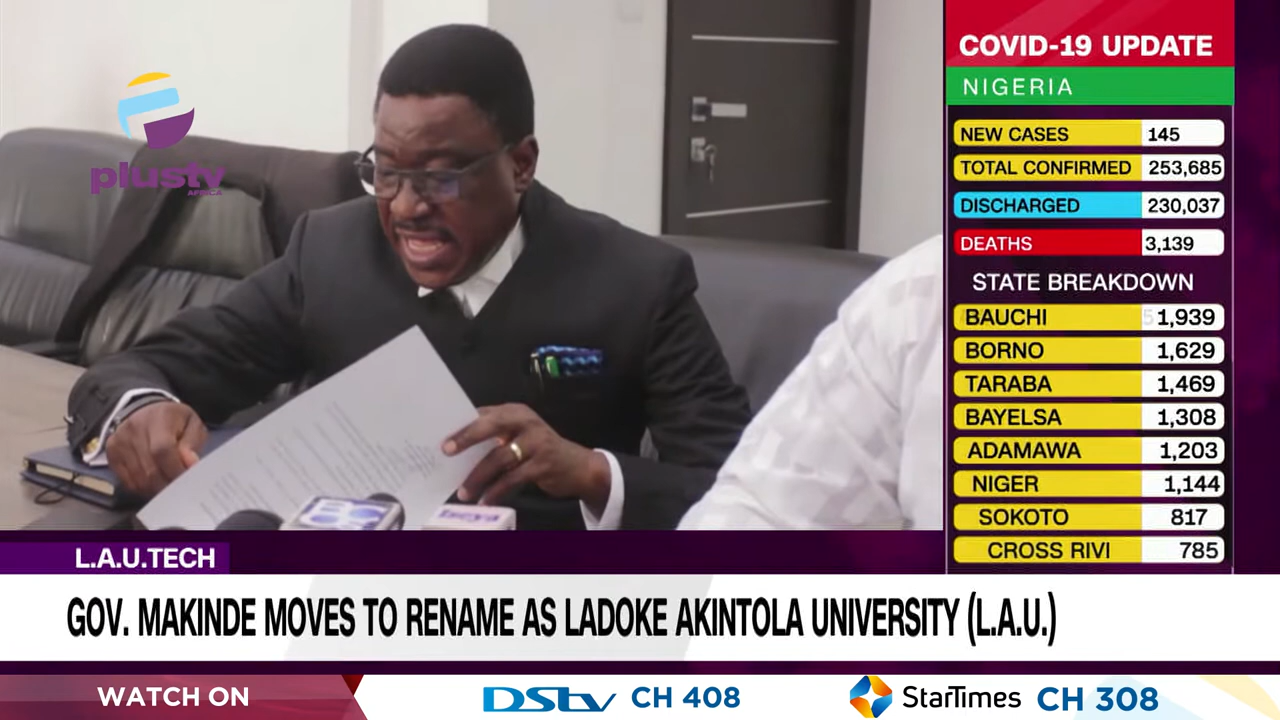 plustv
AFRICA
COVID-19 UPDATE
NIGERIA
NEW CASES 145
TOTAL CONFIRMED 253,685
DISCHARGED 230,037
DEATHS 3,139
STATE BREAKDOWN
BAUCHI 1,939
BORNO 1,629
TARABA 1,469
BAYELSA 1,308
ADAMAWA 1,203
NIGER 1,144
SOKOTO 817
CROSS RIVI 785
L.A.U.TECH
GOV. MAKINDE MOVES TO RENAME AS LADOKE AKINTOLA UNIVERSITY (L.A.U.)
WATCH ON DStv CH 408 StarTimes CH 308